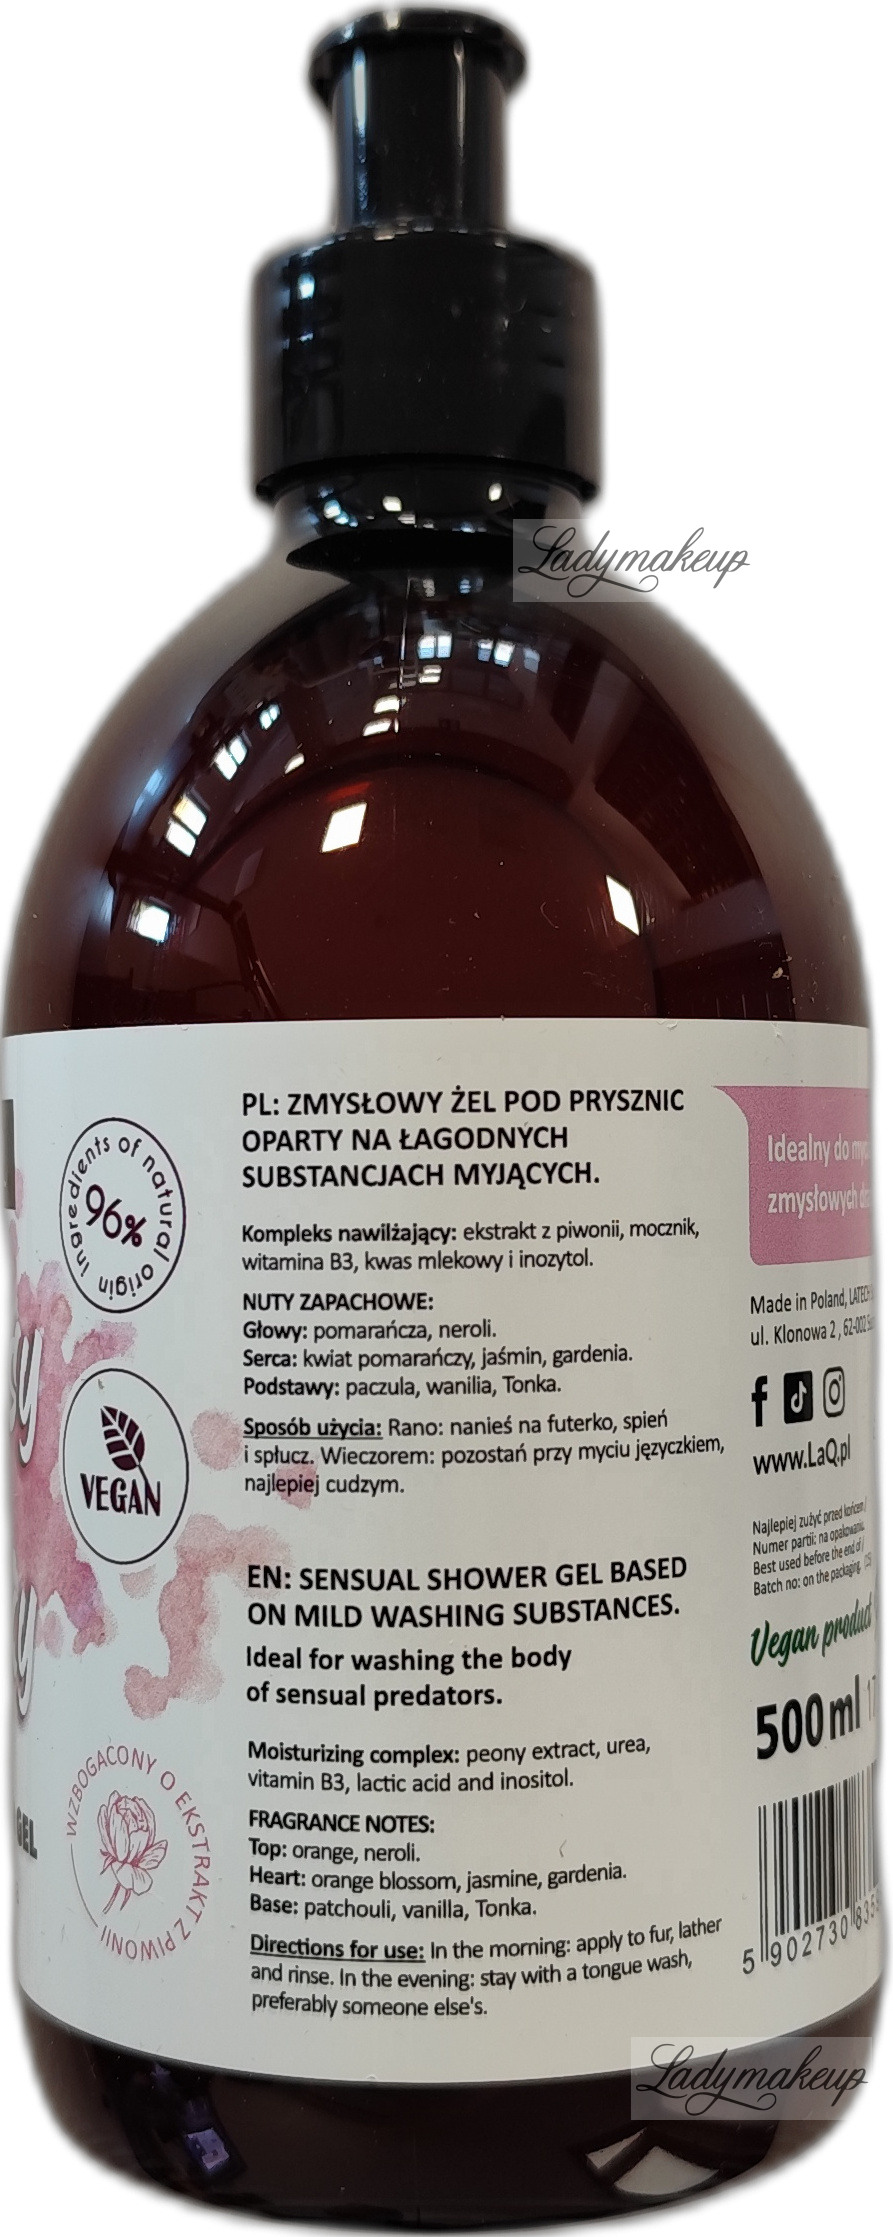 Ladymakeup
ingredients of natural origin
96%
VEGAN
WZBOGACONY O EKSTRAKT Z PIWONII
GEL
PL: ZMYSŁOWY ŻEL POD PRYSZNIC
OPARTY NA ŁAGODNYCH
SUBSTANCJACH MYJĄCYCH.
Kompleks nawilżający: ekstrakt z piwonii, mocznik,
witamina B3, kwas mlekowy i inozytol.
NUTY ZAPACHOWE:
Głowy: pomarańcza, neroli.
Serca: kwiat pomarańczy, jaśmin, gardenia.
Podstawy: paczula, wanilia, Tonka.
Sposób użycia: Rano: nanieś na futerko, spień
i spłucz. Wieczorem: pozostań przy myciu języczkiem,
najlepiej cudzym.
EN: SENSUAL SHOWER GEL BASED
ON MILD WASHING SUBSTANCES.
Ideal for washing the body
of sensual predators.
Moisturizing complex: peony extract, urea,
vitamin B3, lactic acid and inositol.
FRAGRANCE NOTES:
Top: orange, neroli.
Heart: orange blossom, jasmine, gardenia.
Base: patchouli, vanilla, Tonka.
Directions for use: In the morning: apply to fur, lather
and rinse. In the evening: stay with a tongue wash,
preferably someone else's.
Idealny do
zmysłowych
Made in Poland, LATECH
ul. Klonowa 2, 62-002
www.LaQ.pl
Najlepiej zużyć przed końcem /
Numer partii: na opakowaniu.
Best used before the end of /
Batch no: on the packaging.
Vegan product
500 ml
5 902730 835
Ladymakeup